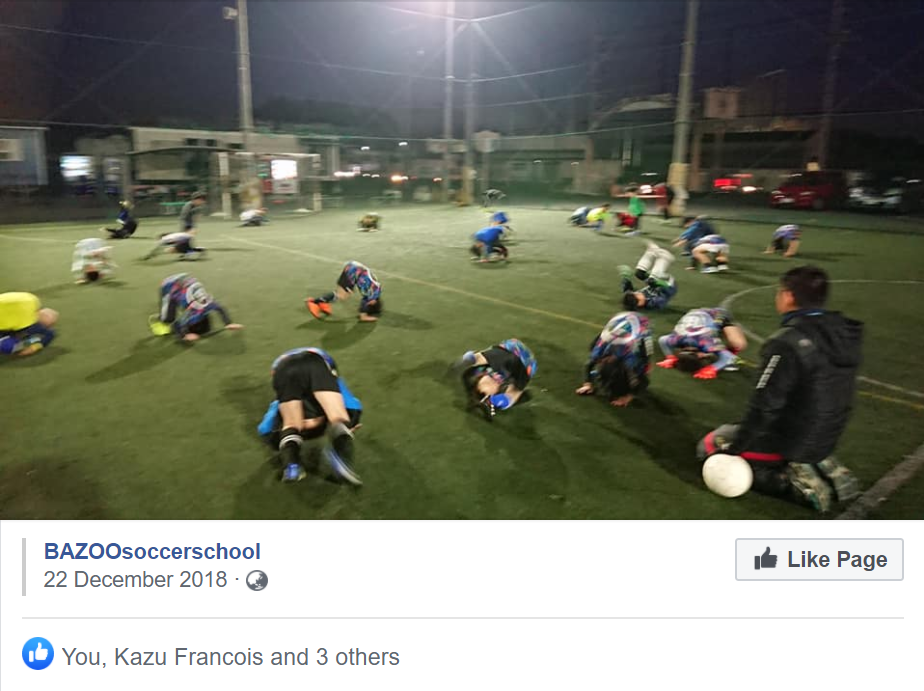 BAZOOsoccerschool
22 December 2018 ·
Like Page
You, Kazu Francois and 3 others